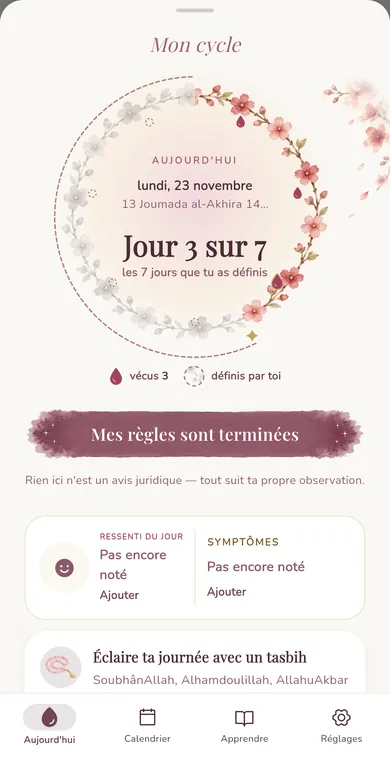 Mon cycle
AUJOURD'HUI
lundi, 23 novembre
13 Joumada al-Akhira 14...
Jour 3 sur 7
les 7 jours que tu as définis
vécus 3
définis par toi
Mes règles sont terminées
Rien ici n'est un avis juridique — tout suit ta propre observation.
RESSENTI DU JOUR
Pas encore
noté
Ajouter
SYMPTÔMES
Pas encore noté
Ajouter
Éclaire ta journée avec un tasbih
SoubhânAllah, Alhamdoulillah, AllahuAkbar
Aujourd'hui
Calendrier
Apprendre
Réglages